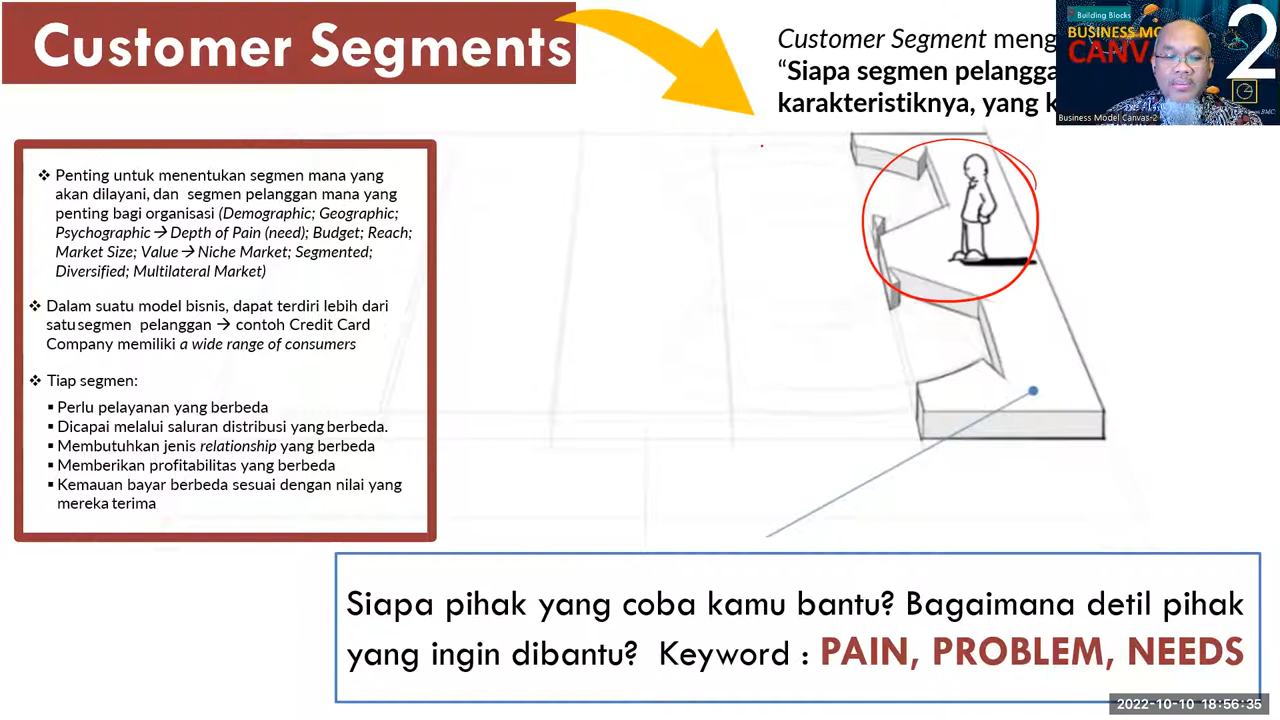 Customer Segments
Customer Segment
“Siapa segmen
karakteristiknya, yang
Building Blocks
BUSINESS
2
Business Model Canvas-2
BMC
❖ Penting untuk menentukan segmen mana yang
akan dilayani, dan segmen pelanggan mana yang
penting bagi organisasi (Demographic; Geographic;
Psychographic → Depth of Pain (need); Budget; Reach;
Market Size; Value → Niche Market; Segmented;
Diversified; Multilateral Market)
❖ Dalam suatu model bisnis, dapat terdiri lebih dari
satu segmen pelanggan → contoh Credit Card
Company memiliki a wide range of consumers
❖ Tiap segmen:
▪ Perlu pelayanan yang berbeda
▪ Dicapai melalui saluran distribusi yang berbeda.
▪ Membutuhkan jenis relationship yang berbeda
▪ Memberikan profitabilitas yang berbeda
▪ Kemauan bayar berbeda sesuai dengan nilai yang
mereka terima
Siapa pihak yang coba kamu bantu? Bagaimana detil pihak
yang ingin dibantu? Keyword : PAIN, PROBLEM, NEEDS
2022-10-10 18:56:35